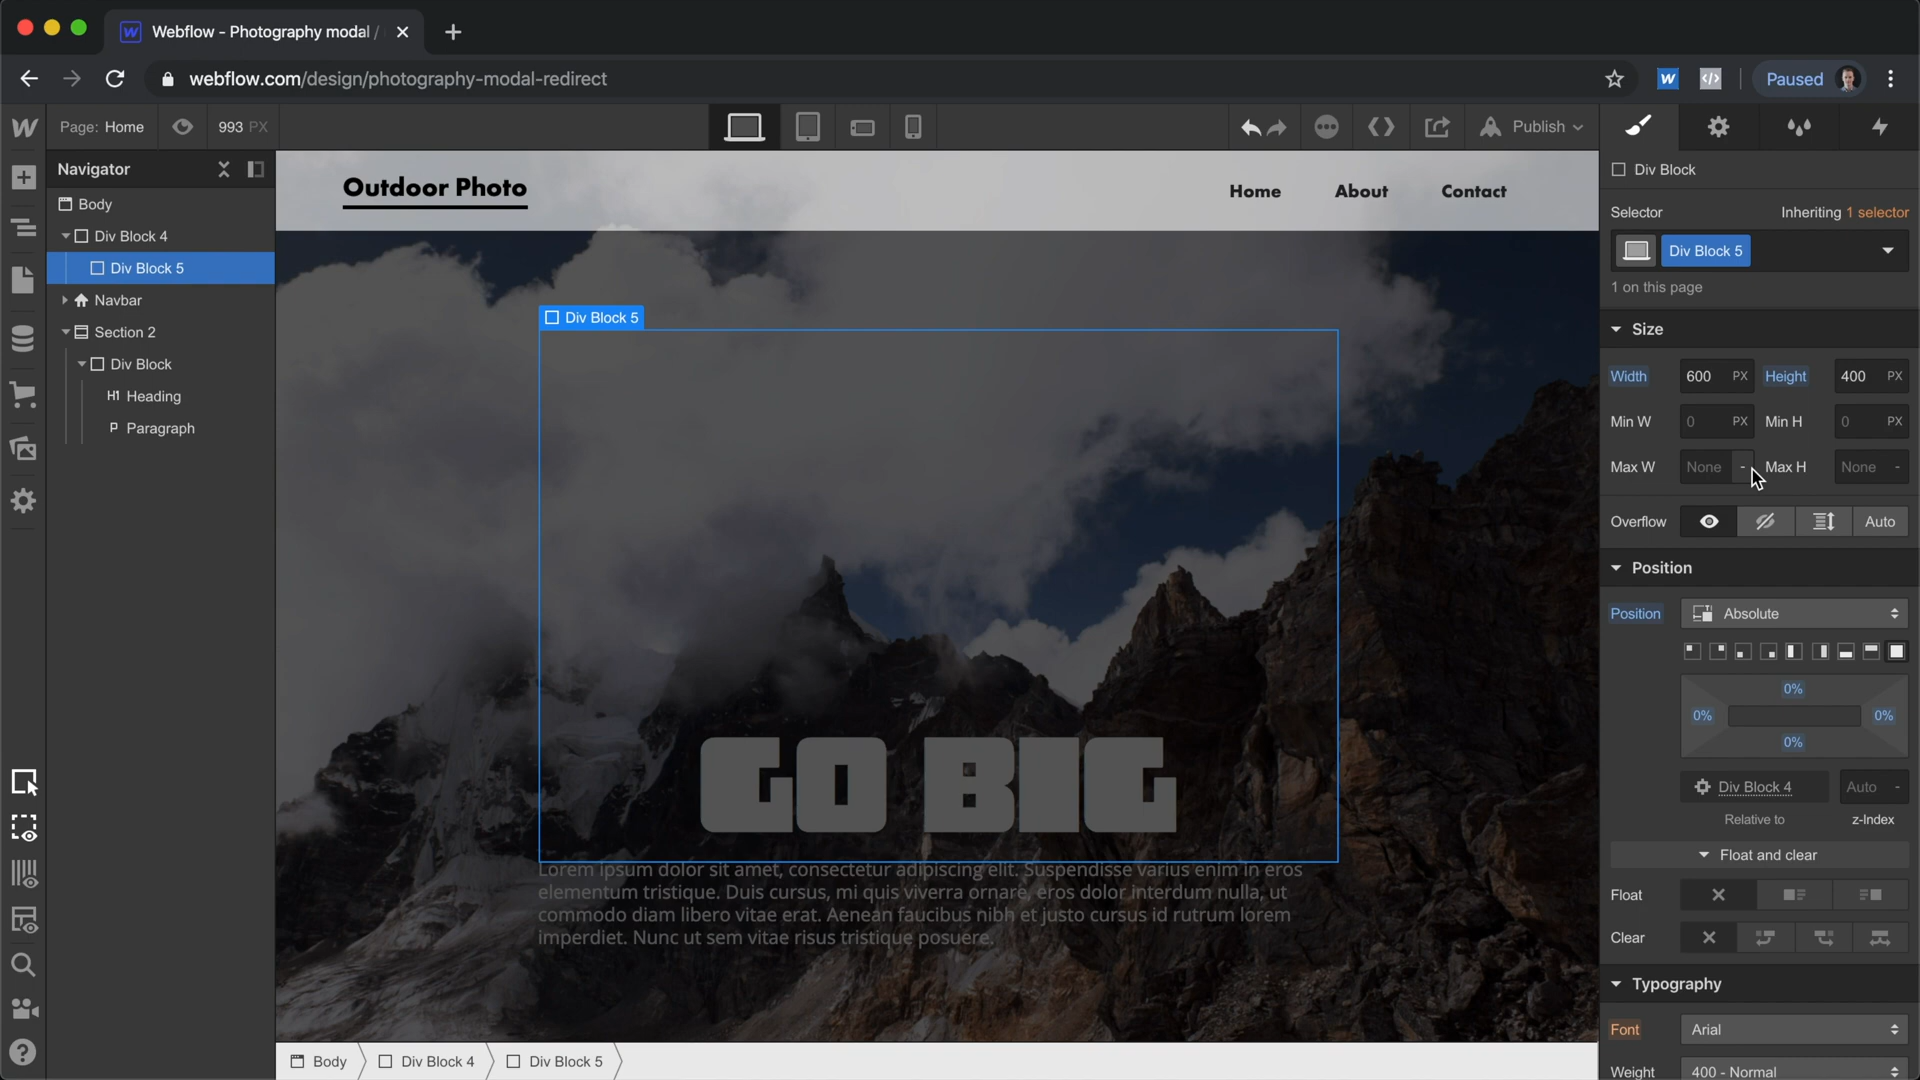 Webflow - Photography modal /
webflow.com/design/photography-modal-redirect
Paused
Page: Home
993 PX
Publish
Navigator
Body
Div Block 4
Div Block 5
Navbar
Section 2
Div Block
H1 Heading
P Paragraph
Outdoor Photo
Home
About
Contact
Div Block 5
GO BIG
Lorem ipsum dolor sit amet, consectetur adipiscing elit. Suspendisse varius enim in eros
elementum tristique. Duis cursus, mi quis viverra ornare, eros dolor interdum nulla, ut
commodo diam libero vitae erat. Aenean faucibus nibh et justo cursus id rutrum lorem
imperdiet. Nunc ut sem vitae risus tristique posuere.
Body
Div Block 4
Div Block 5
Div Block
Selector
Inheriting 1 selector
Div Block 5
1 on this page
Size
Width 600 PX Height 400 PX
Min W 0 PX Min H 0 PX
Max W None - Max H None -
Overflow Auto
Position
Position Absolute
0%
0% 0%
0%
Div Block 4 Auto -
Relative to z-Index
Float and clear
Float
Clear
Typography
Font Arial
Weight 400 - Normal